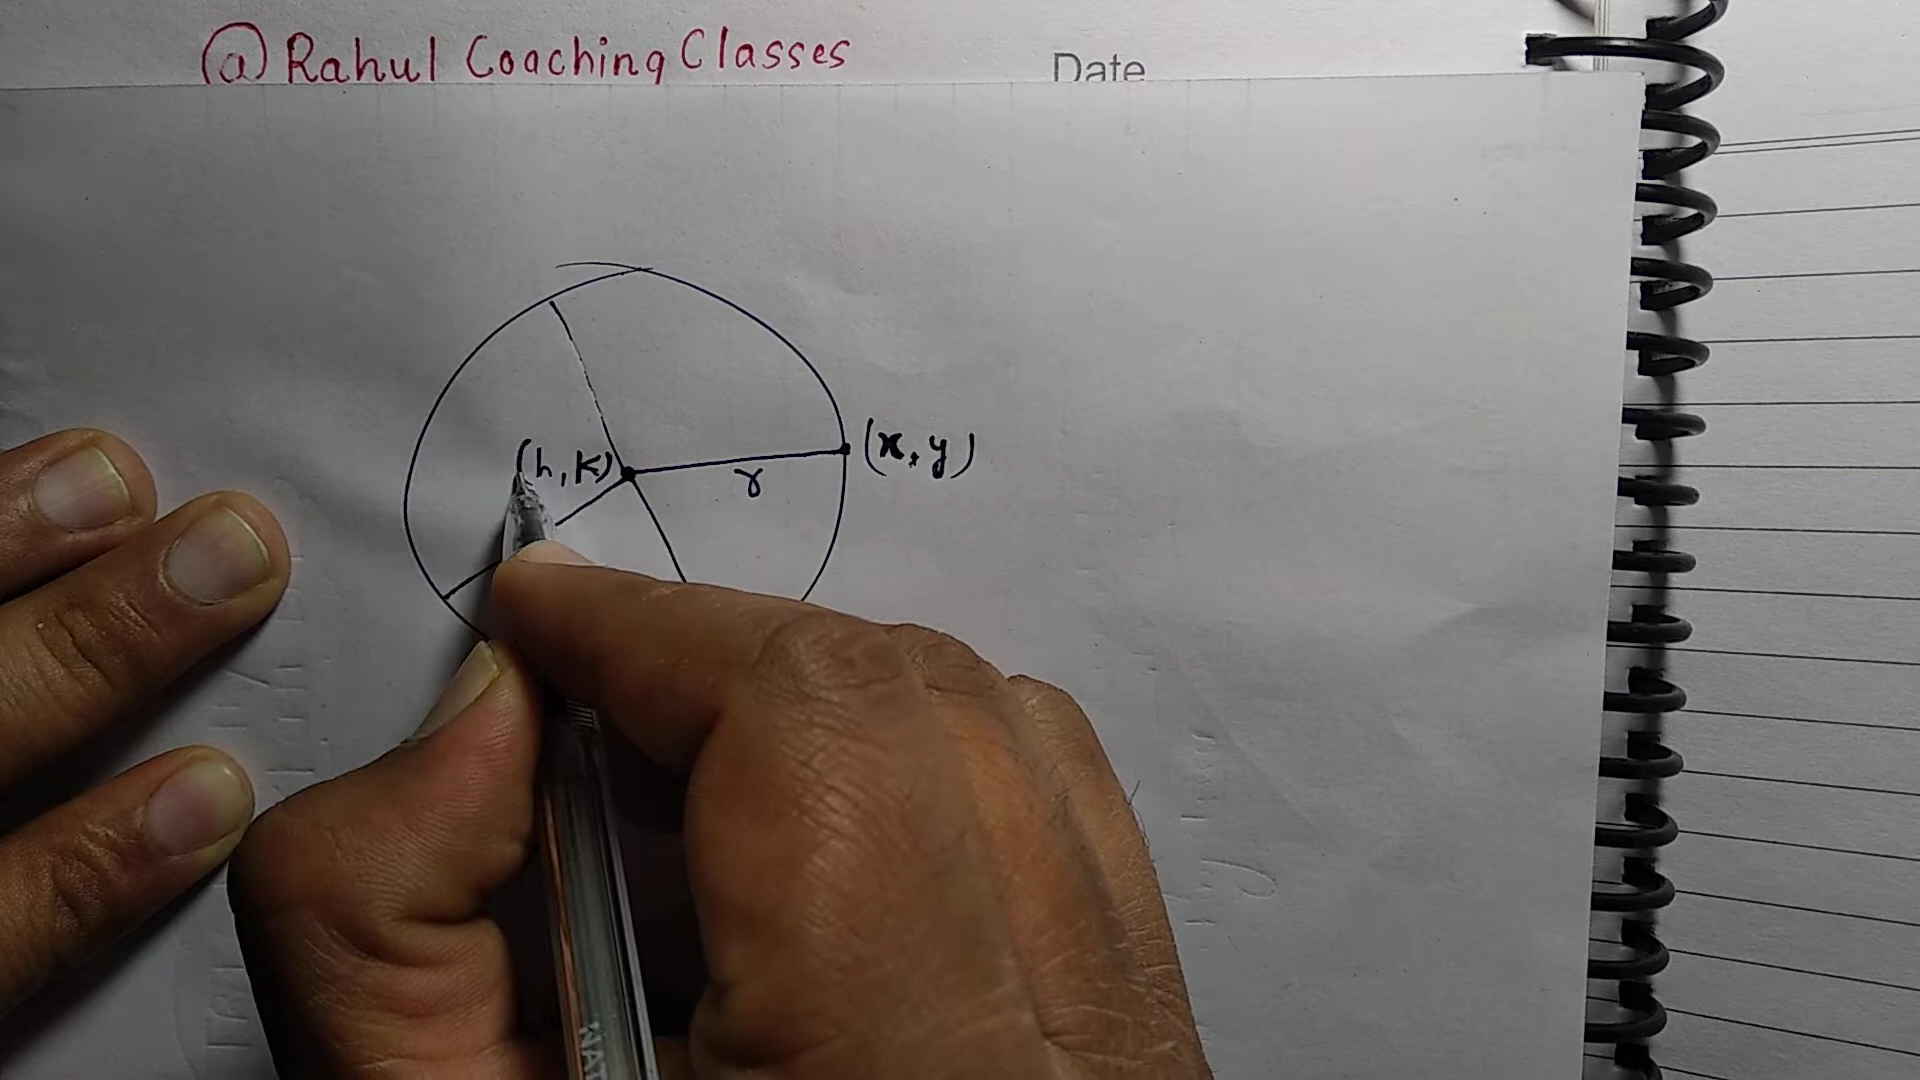 @Rahul Coaching Classes
Date
(h,k)
r
(x,y)